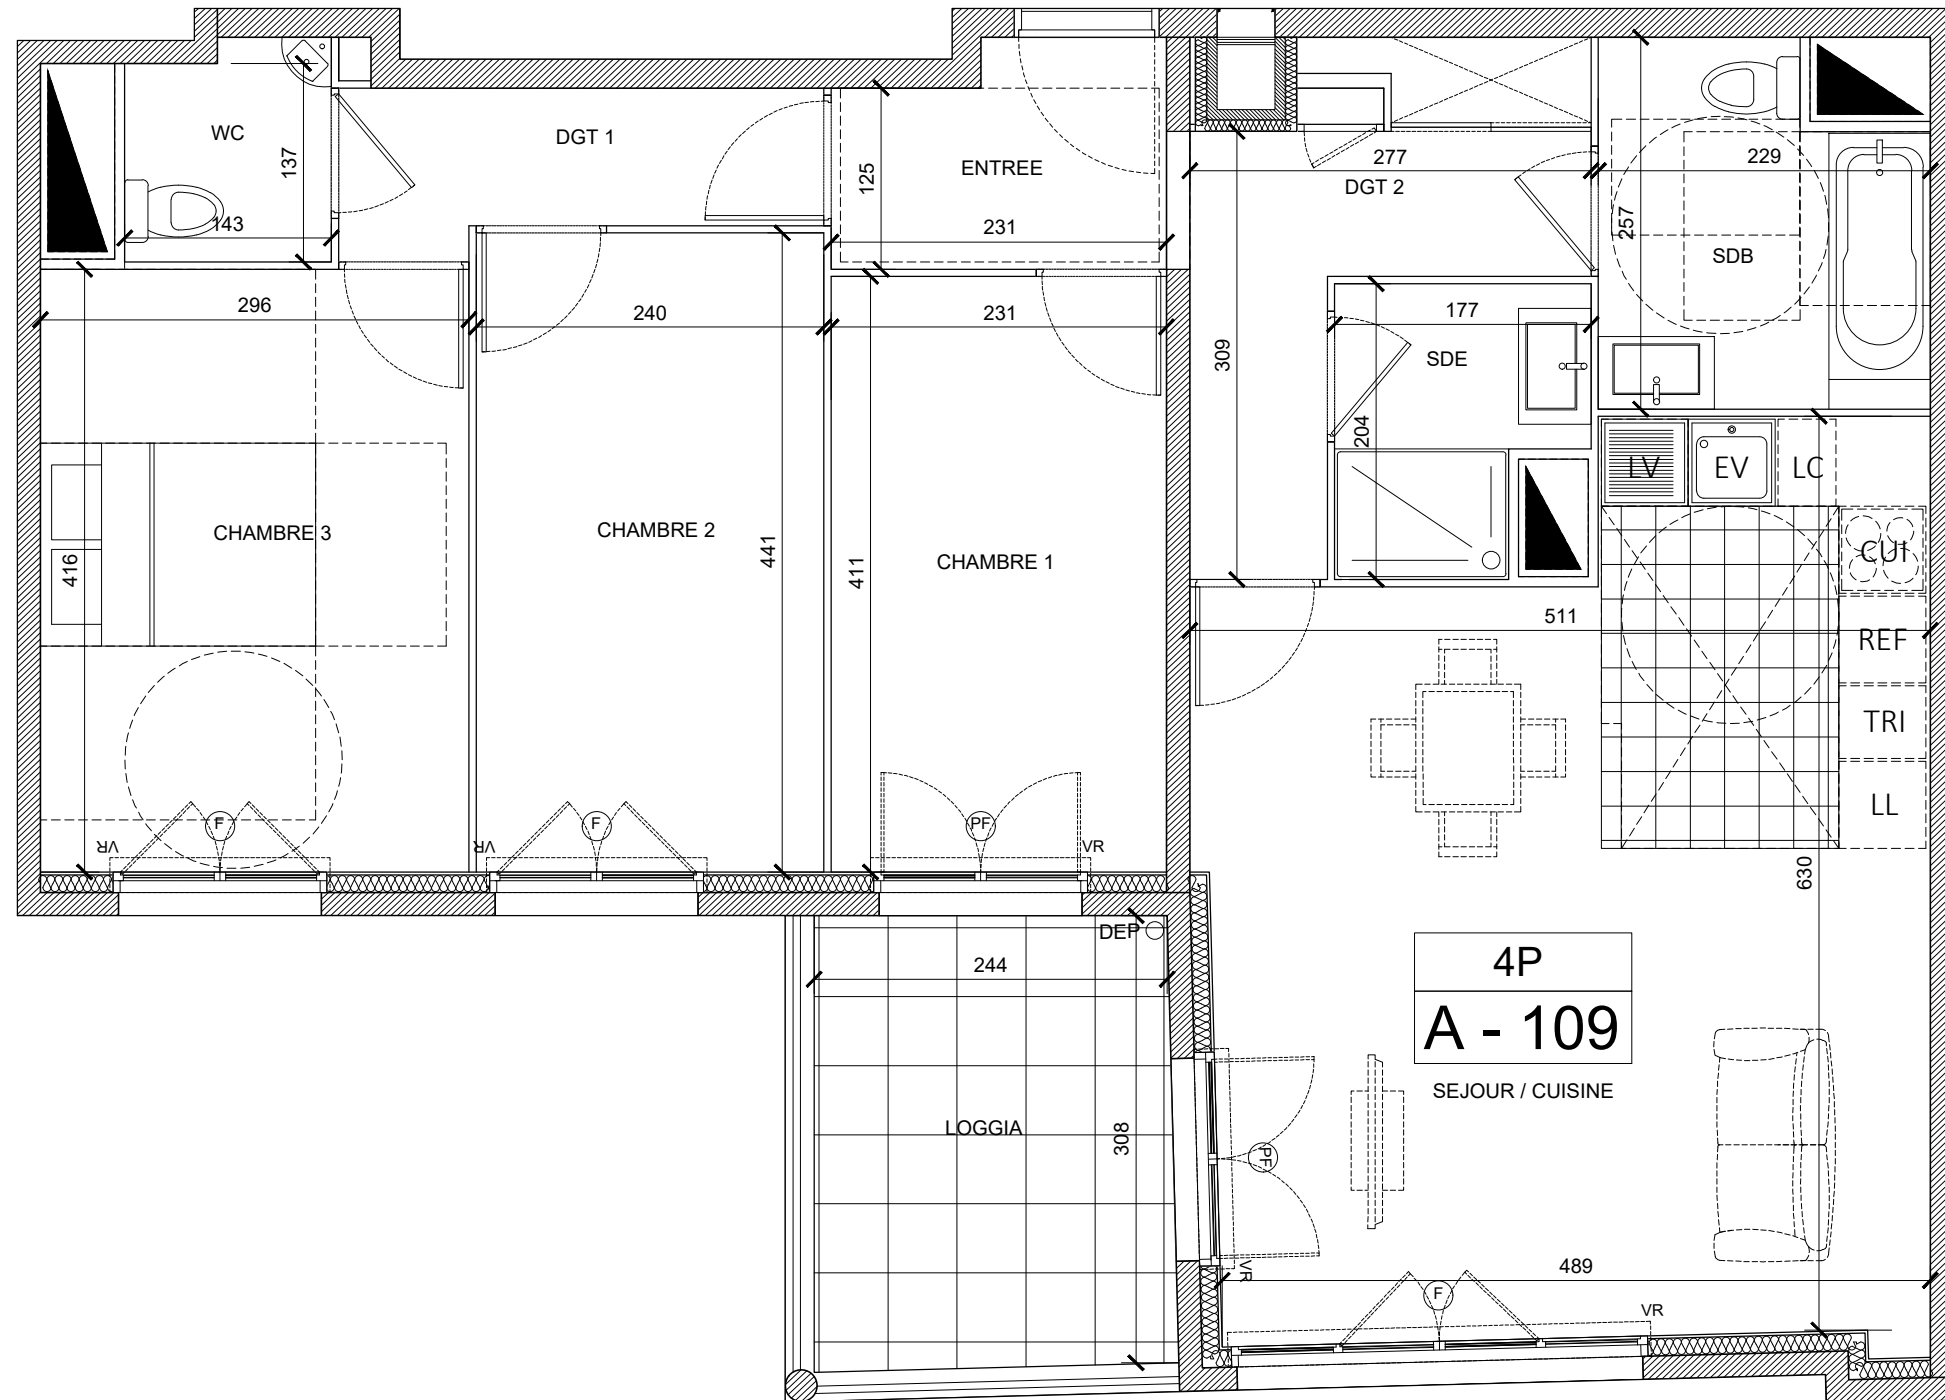 WC
137
143
DGT 1
125
ENTREE
231
277
DGT 2
229
257
SDB
296
240
231
309
177
SDE
204
LV
EV
LC
CHAMBRE 3
416
CHAMBRE 2
441
CHAMBRE 1
411
CUI
REF
511
TRI
LL
630
VR
F
VR
F
PF
VR
DEP
244
4P
A - 109
SEJOUR / CUISINE
LOGGIA
308
PF
VR
489
F
VR